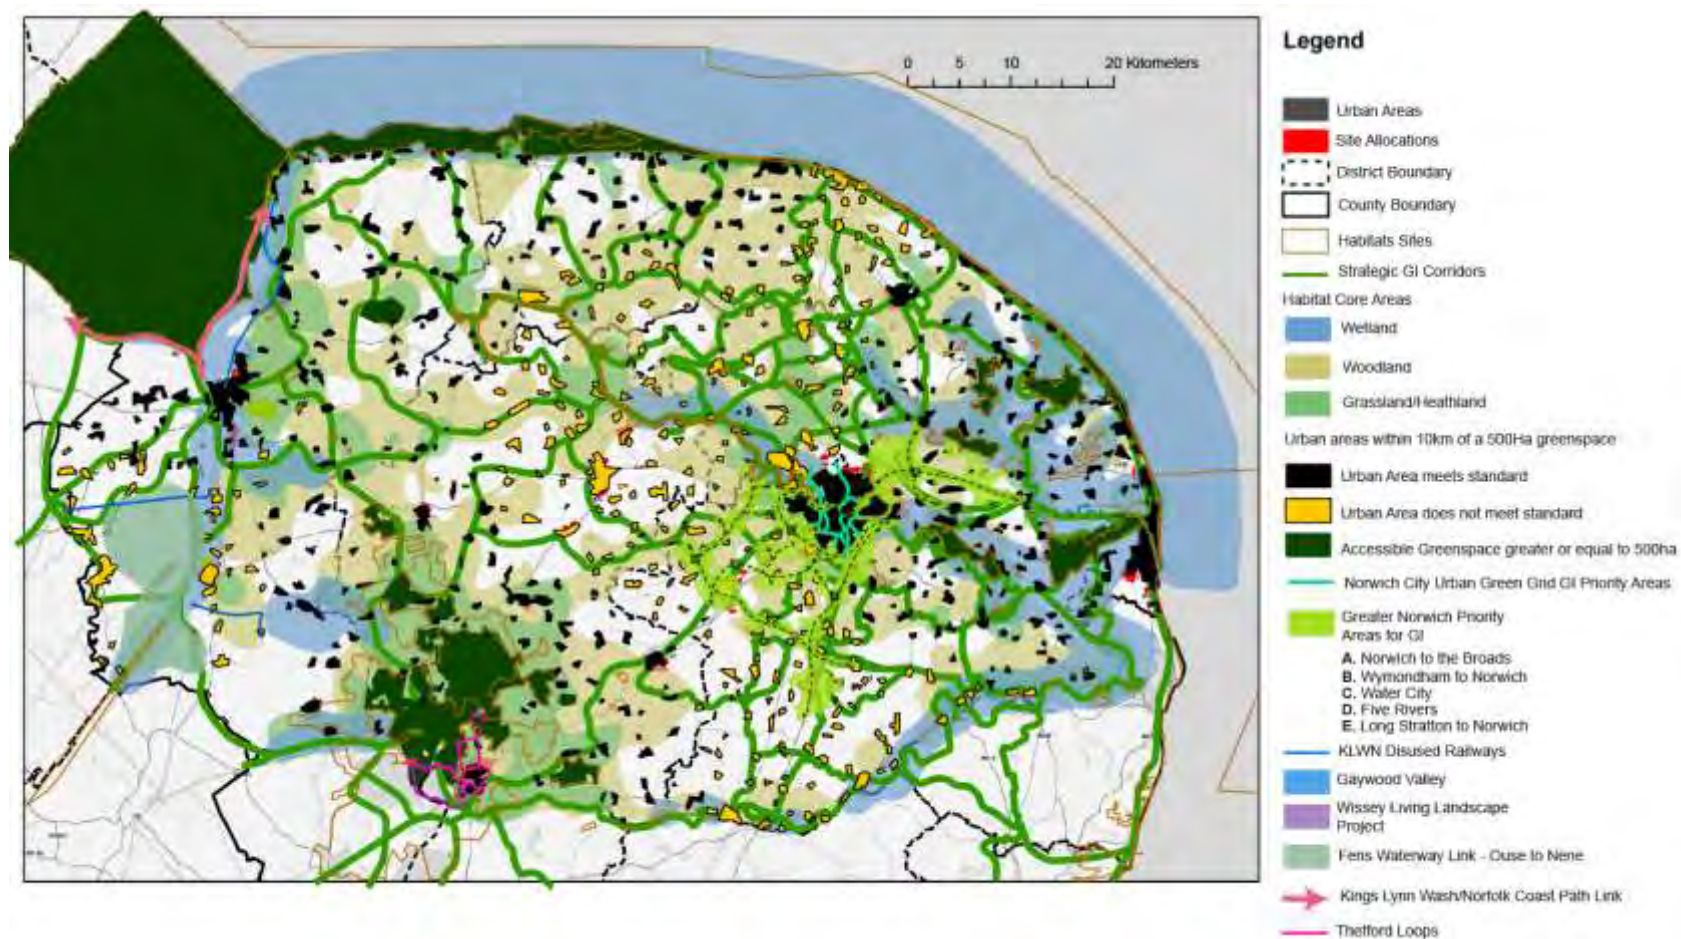 0 5 10 20 Kilometers
Legend
Urban Areas
Site Allocations
District Boundary
County Boundary
Habitats Sites
Strategic GI Corridors
Habitat Core Areas
Wetland
Woodland
Grassland/Heathland
Urban areas within 10km of a 500Ha greenspace
Urban Area meets standard
Urban Area does not meet standard
Accessible Greenspace greater or equal to 500ha
Norwich City Urban Green Grid GI Priority Areas
Greater Norwich Priority
Areas for GI
A. Norwich to the Broads
B. Wymondham to Norwich
C. Water City
D. Five Rivers
E. Long Stratton to Norwich
KLWN Disused Railways
Gaywood Valley
Wissey Living Landscape
Project
Fens Waterway Link - Ouse to Nene
Kings Lynn Wash/Norfolk Coast Path Link
Thetford Loops